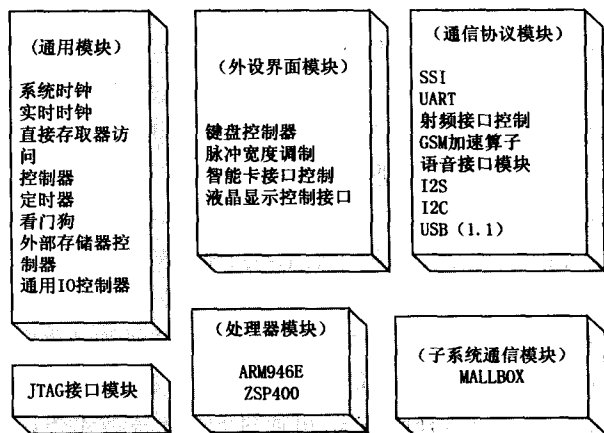 （通用模块）
系统时钟
实时时钟
直接存取器访
问
控制器
定时器
看门狗
外部存储器控
制器
通用IO控制器
（外设界面模块）
键盘控制器
脉冲宽度调制
智能卡接口控制
液晶显示控制接口
（通信协议模块）
SSI
UART
射频接口控制
GSM加速算子
语音接口模块
I2S
I2C
USB（1.1）
JTAG接口模块
（处理器模块）
ARM946E
ZSP400
（子系统通信模块）
MALLBOX